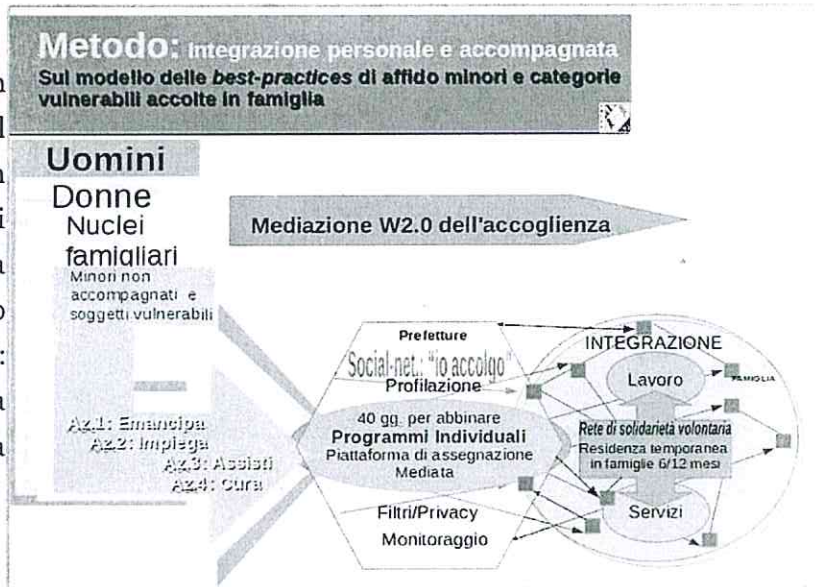 Metodo: Integrazione personale e accompagnata
Sul modello delle best-practices di affido minori e categorie
vulnerabili accolte in famiglia
Uomini
Donne
Nuclei
famigliari
Minori non
accompagnati e
soggetti vulnerabili
Mediazione W2.0 dell'accoglienza
Az.1: Emancipa
Az.2: Impiega
Az.3: Assisti
Az.4: Cura
Prefetture
Social-net.: "io accolgo"
Profilazione
40 gg. per abbinare
Programmi Individuali
Piattaforma di assegnazione
Mediata
Filtri/Privacy
Monitoraggio
INTEGRAZIONE
Lavoro
FAMIGLIA
Rete di solidarietà volontaria
Residenza temporanea
in famiglie 6/12 mesi
Servizi